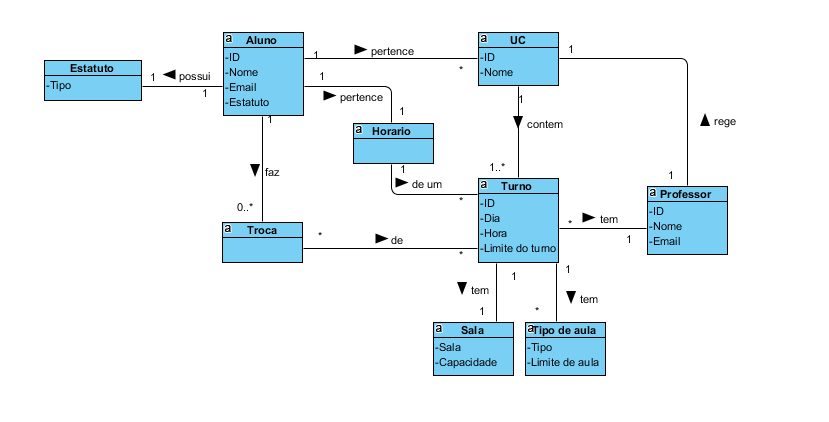 a Aluno
-ID
-Nome
-Email
-Estatuto
Estatuto
-Tipo
1
possui
1
1
pertence
*
a UC
-ID
-Nome
1
1
pertence
1
a Horario
1
contem
1..*
rege
1
1
faz
0..*
a Troca
1
de um
*
a Turno
-ID
-Dia
-Hora
-Limite do turno
a Professor
-ID
-Nome
-Email
*
tem
1
*
de
*
1
tem
1
1
tem
*
a Sala
-Sala
-Capacidade
a Tipo de aula
-Tipo
-Limite de aula